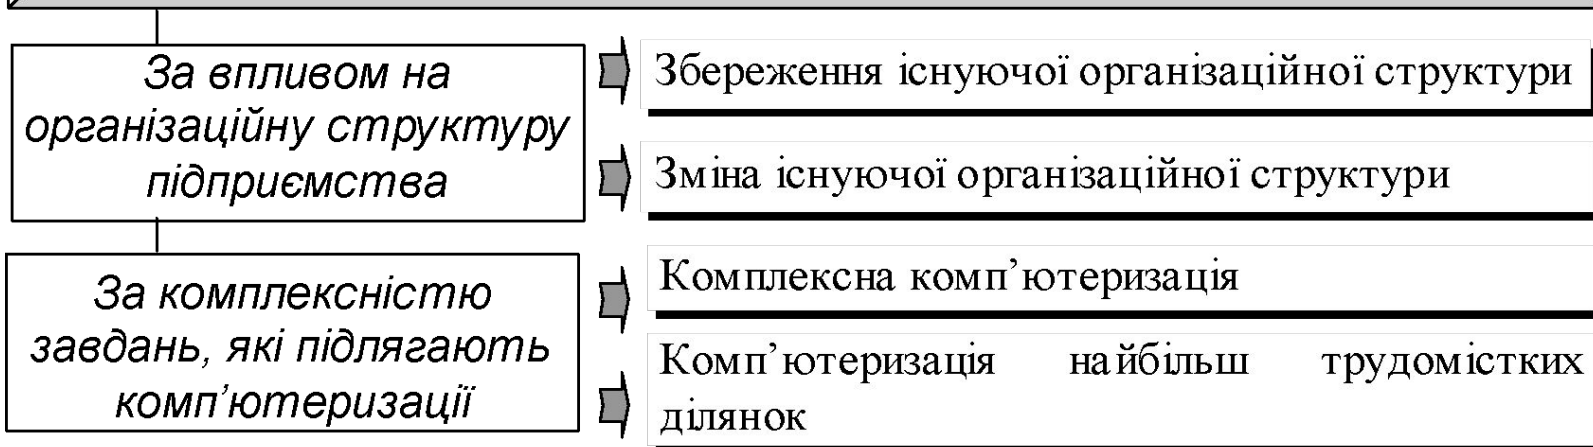 За впливом на
організаційну структуру
підприємства
Збереження існуючої організаційної структури
Зміна існуючої організаційної структури
За комплексністю
завдань, які підлягають
комп’ютеризації
Комплексна комп’ютеризація
Комп’ютеризація найбільш трудомістких
ділянок